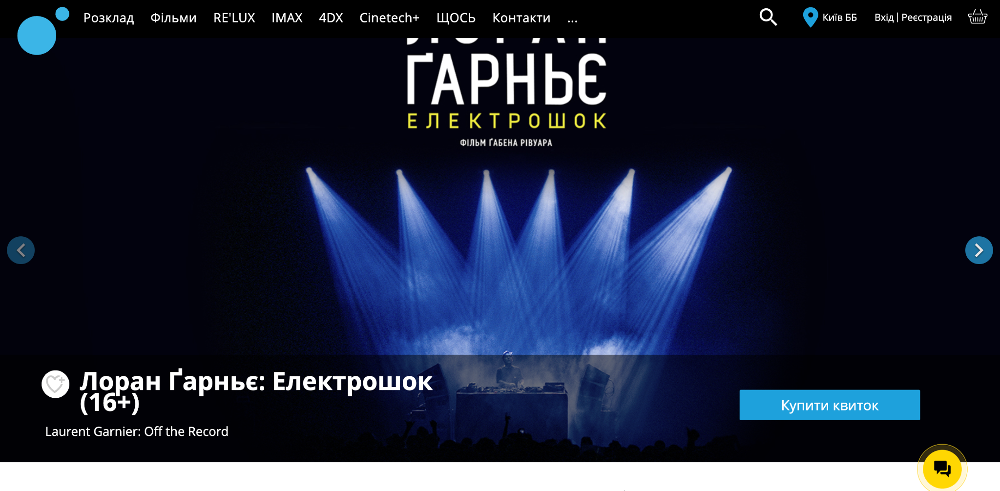 Розклад Фільми RE'LUX IMAX 4DX Cinetech+ ЩОСЬ Контакти ... Київ ББ Вхід | Реєстрація
ҐАРНЬЄ
ЕЛЕКТРОШОК
ФІЛЬМ ҐАБЕНА РІВУАРА
Лоран Ґарньє: Електрошок
(16+)
Laurent Garnier: Off the Record
Купити квиток